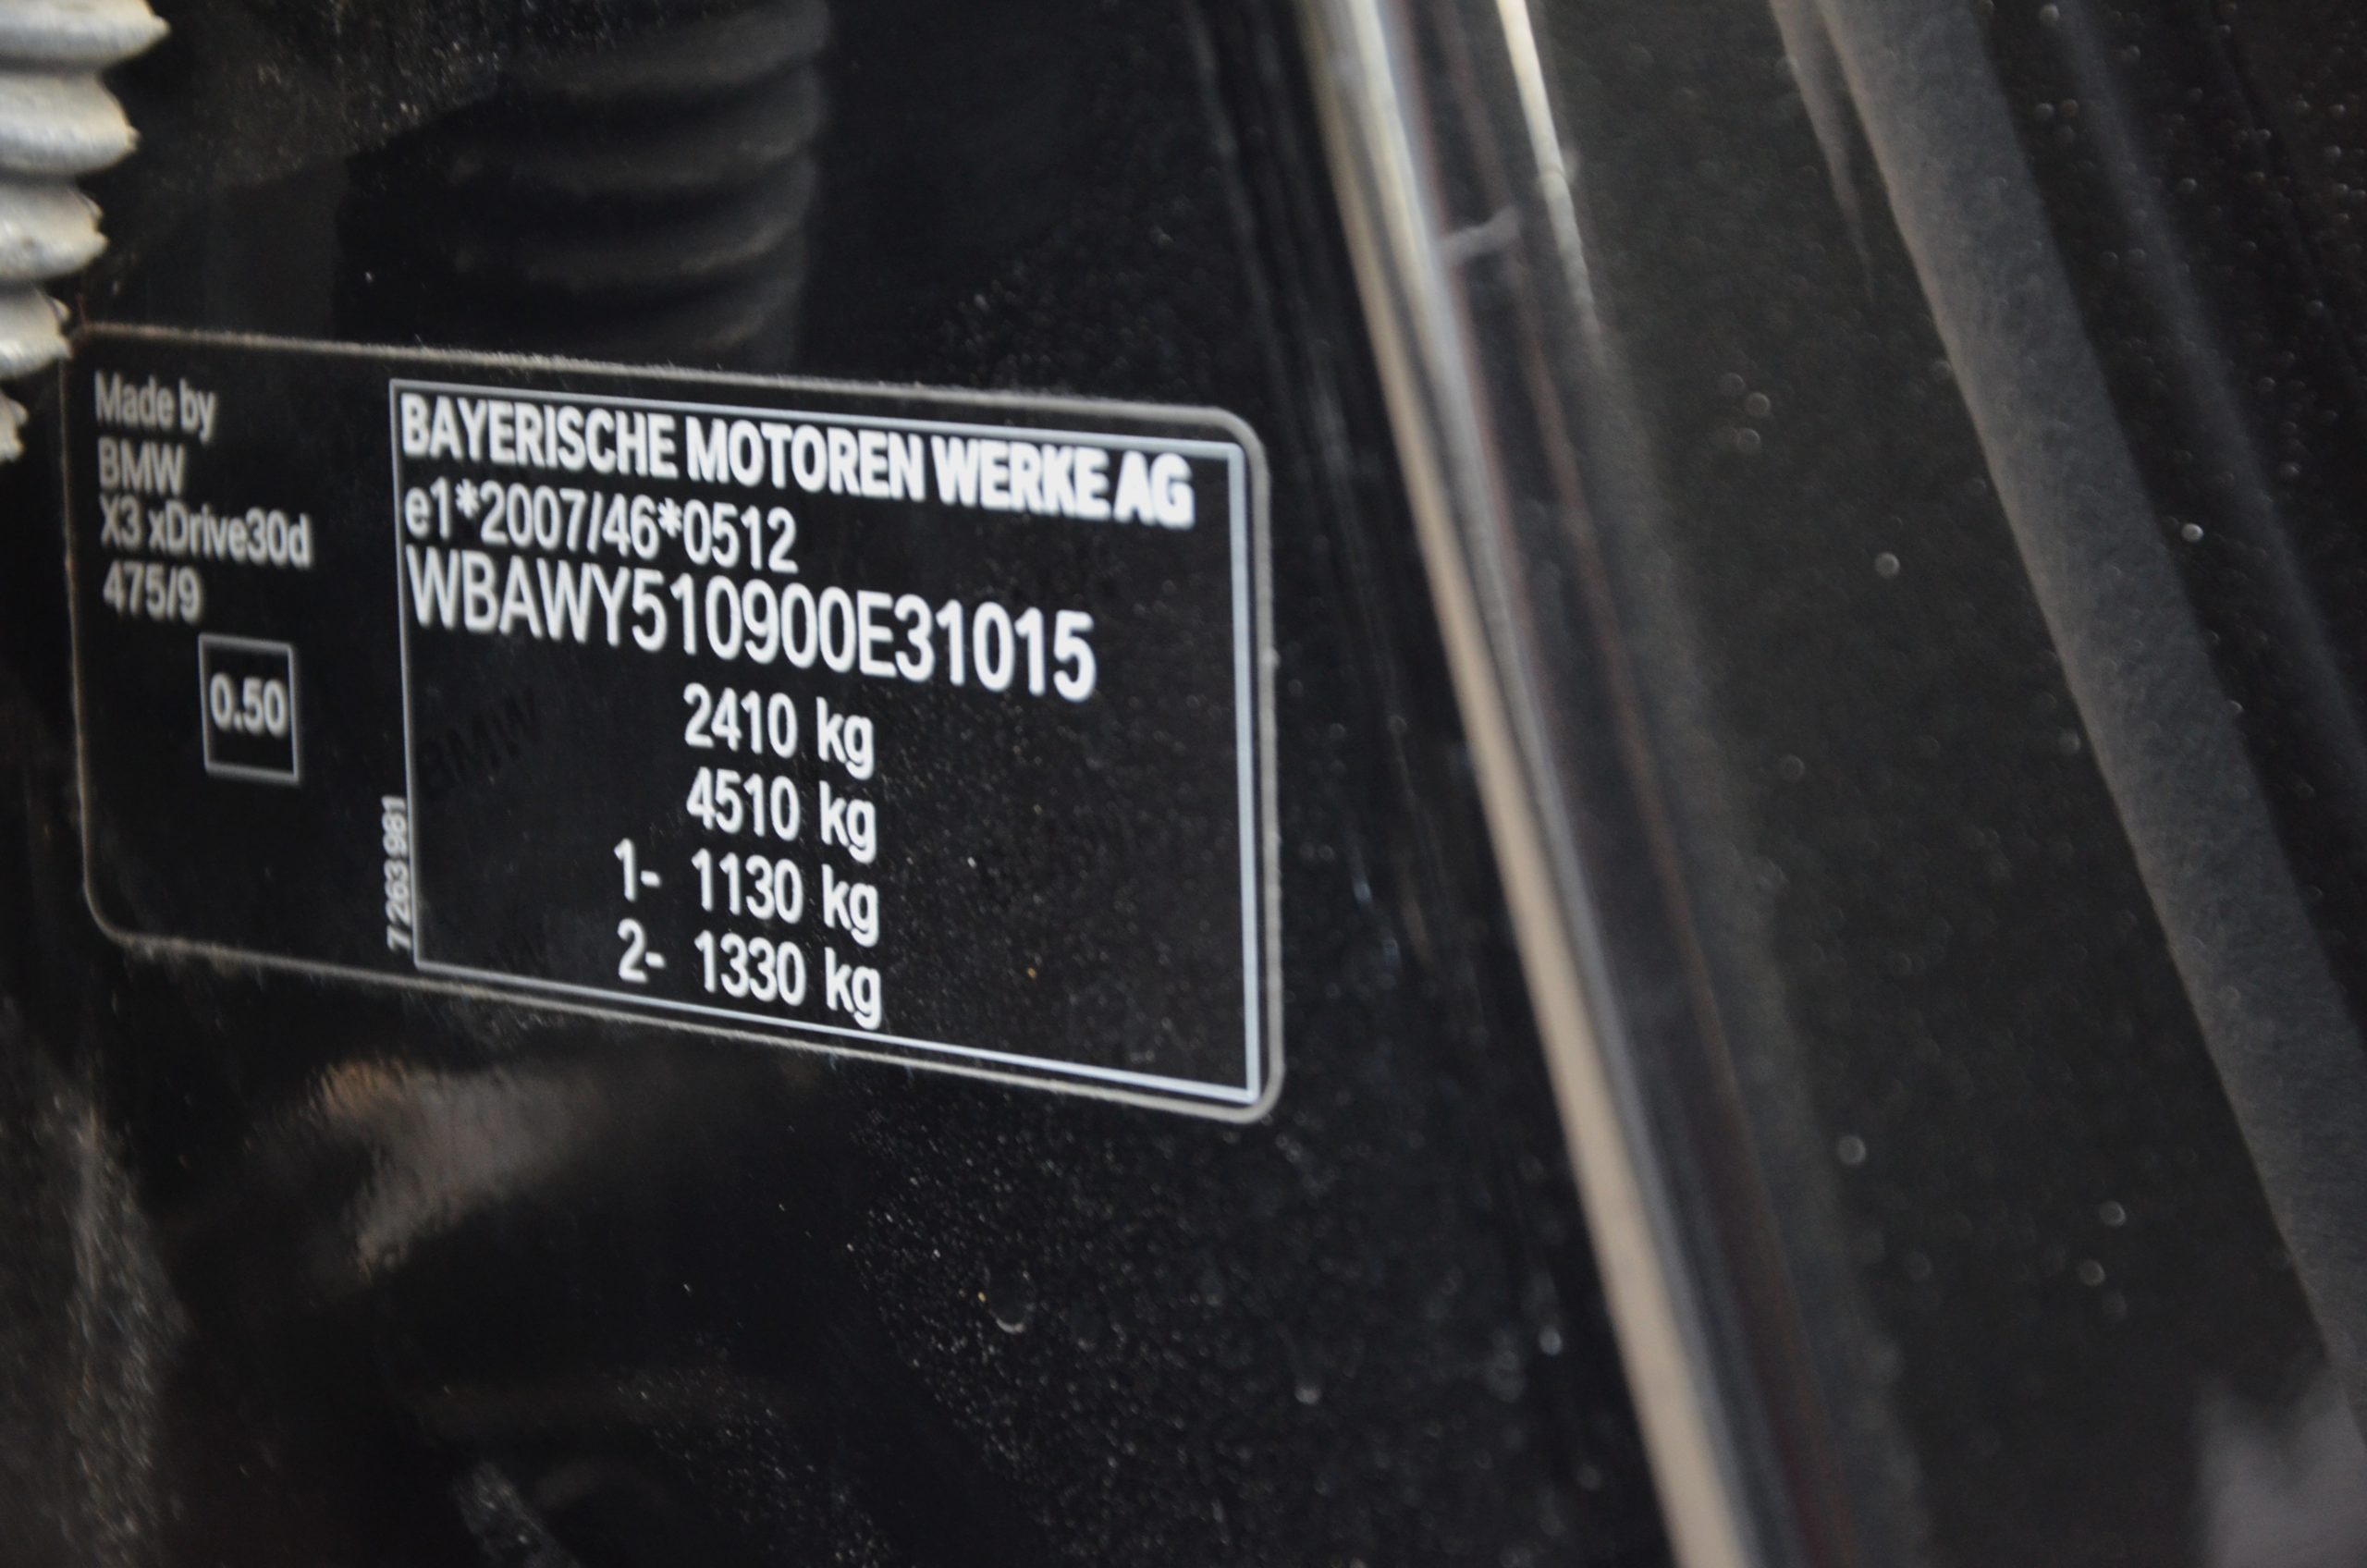 Made by
BMW
X3 xDrive30d
475/9
0.50
7 263 981
BAYERISCHE MOTOREN WERKE AG
e1*2007/46*0512
WBAWY510900E31015
2410 kg
4510 kg
1- 1130 kg
2- 1330 kg
BMW